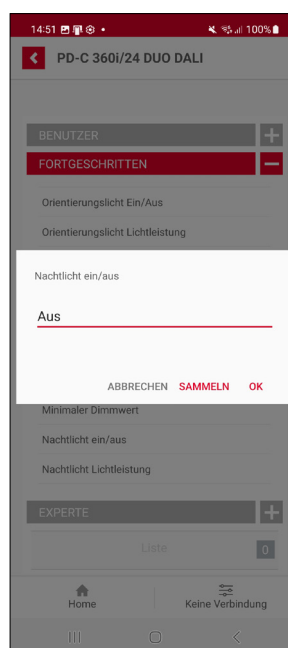 14:51 100%
PD-C 360i/24 DUO DALI
BENUTZER
FORTGESCHRITTEN
Orientierungslicht Ein/Aus
Orientierungslicht Lichtleistung
Nachtlicht ein/aus
Aus
ABBRECHEN SAMMELN OK
Minimaler Dimmwert
Nachtlicht ein/aus
Nachtlicht Lichtleistung
EXPERTE
Liste 0
Home Keine Verbindung